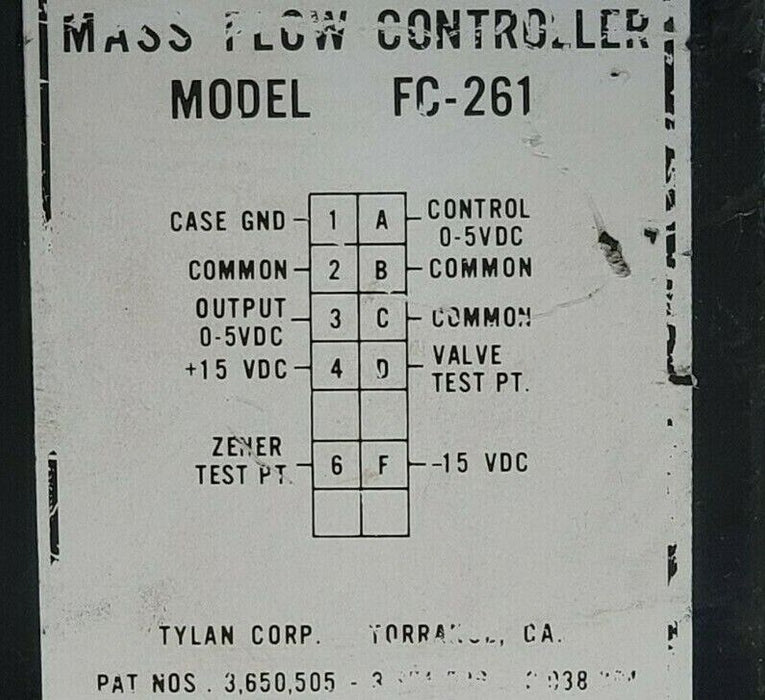 MASS FLOW CONTROLLER
MODEL FC-261
CASE GND 1 A CONTROL
0-5VDC
COMMON 2 B COMMON
OUTPUT 3 C COMMON
0-5VDC
+15 VDC 4 D VALVE
TEST PT.
ZENER
TEST PT. 6 F -15 VDC
TYLAN CORP. TORRANCE, CA.
PAT NOS. 3,650,505 -